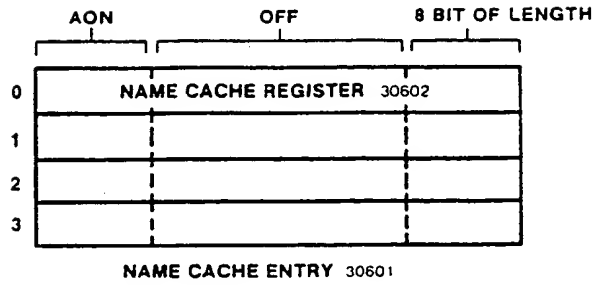 AON OFF 8 BIT OF LENGTH
0 NAME CACHE REGISTER 30602
1
2
3
NAME CACHE ENTRY 30601